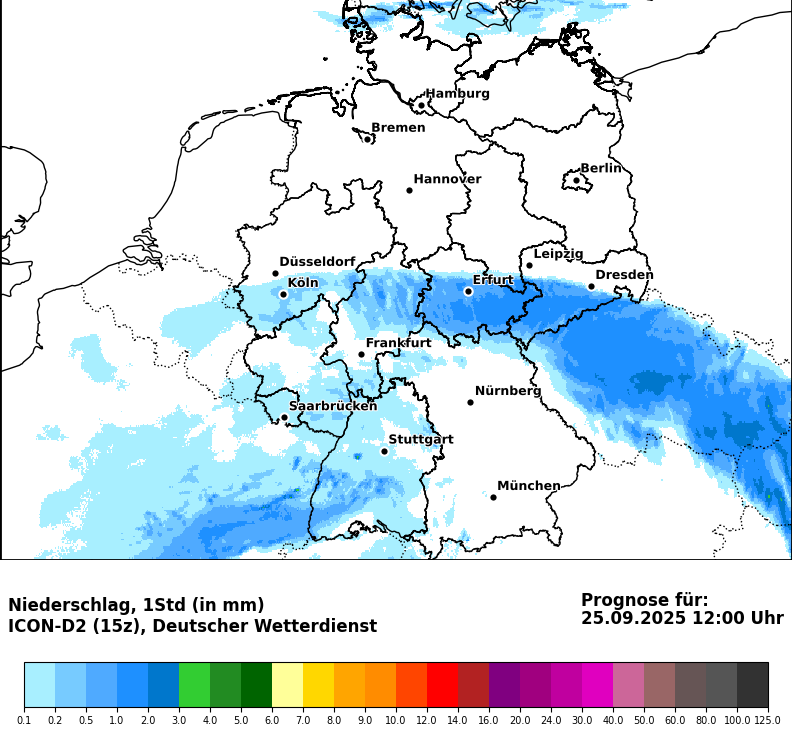 Hamburg
Bremen
Berlin
Hannover
Leipzig
Düsseldorf
Dresden
Köln
Erfurt
Frankfurt
Nürnberg
Saarbrücken
Stuttgart
München
Niederschlag, 1Std (in mm)
ICON-D2 (15z), Deutscher Wetterdienst
Prognose für:
25.09.2025 12:00 Uhr
0.1 0.2 0.5 1.0 2.0 3.0 4.0 5.0 6.0 7.0 8.0 9.0 10.0 12.0 14.0 16.0 20.0 24.0 30.0 40.0 50.0 60.0 80.0 100.0 125.0